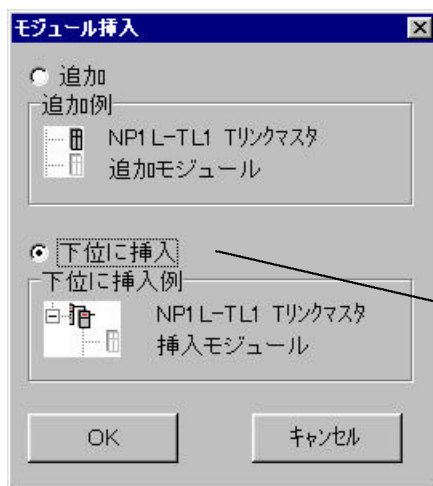 モジュール挿入
追加
追加例
NP1L-TL1 Tリンクマスタ
追加モジュール
下位に挿入
下位に挿入例
NP1L-TL1 Tリンクマスタ
挿入モジュール
OK
キャンセル